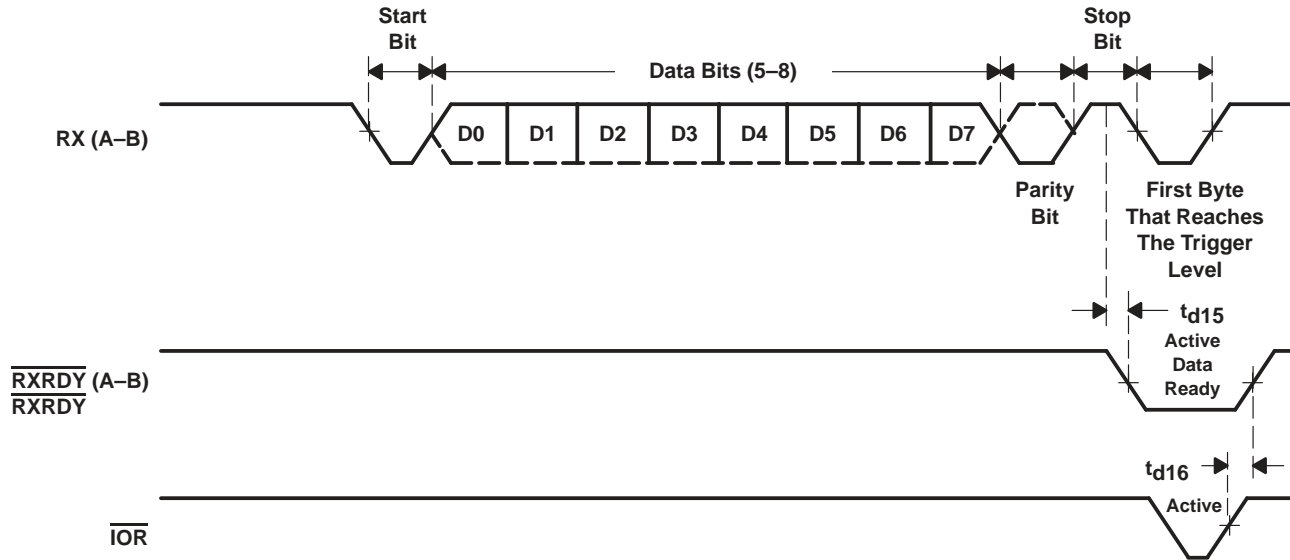 Start
Bit
Stop
Bit
Data Bits (5–8)
RX (A–B)
D0
D1
D2
D3
D4
D5
D6
D7
Parity
Bit
First Byte
That Reaches
The Trigger
Level
td15
RXRDY (A–B)
RXRDY
Active
Data
Ready
td16
IOR
Active